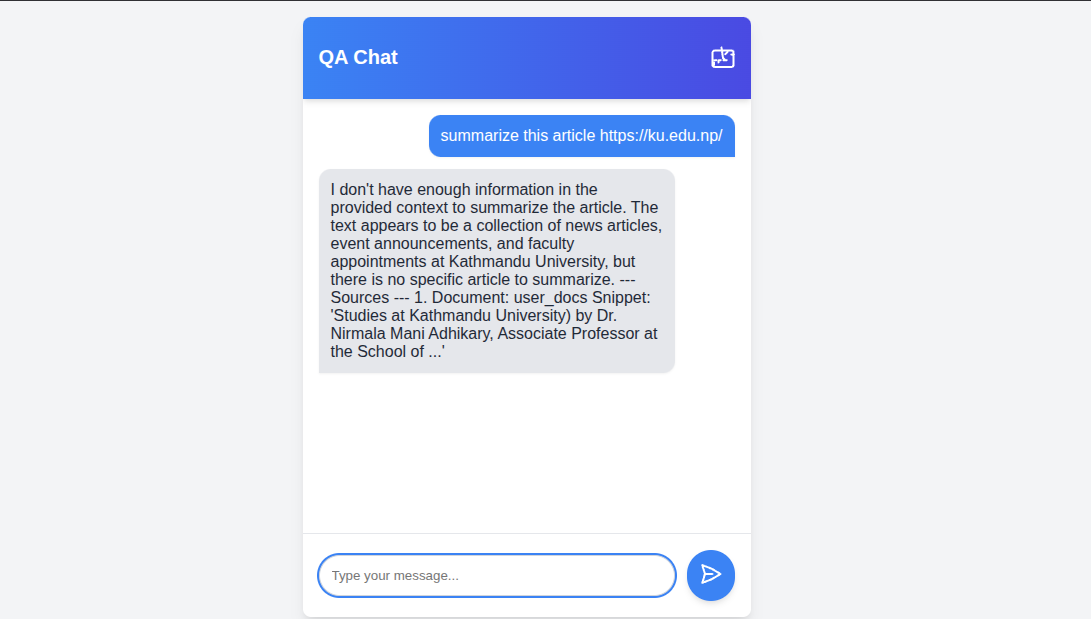 QA Chat
summarize this article https://ku.edu.np/
I don't have enough information in the
provided context to summarize the article. The
text appears to be a collection of news articles,
event announcements, and faculty
appointments at Kathmandu University, but
there is no specific article to summarize. ---
Sources --- 1. Document: user_docs Snippet:
'Studies at Kathmandu University) by Dr.
Nirmala Mani Adhikary, Associate Professor at
the School of ...'
Type your message...